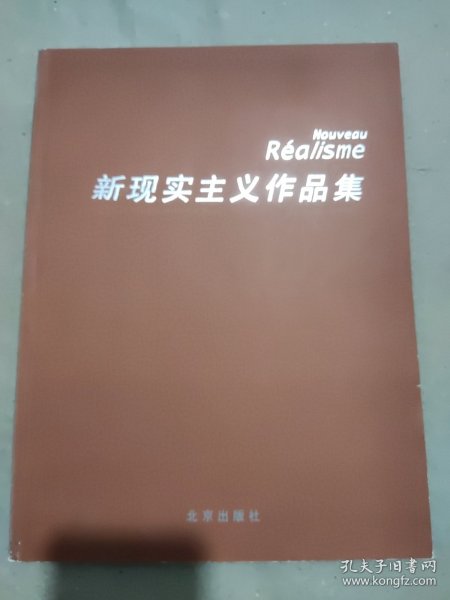 Nouveau
Réalisme
新现实主义作品集
北京出版社
孔夫子旧书网
www.kongfz.com